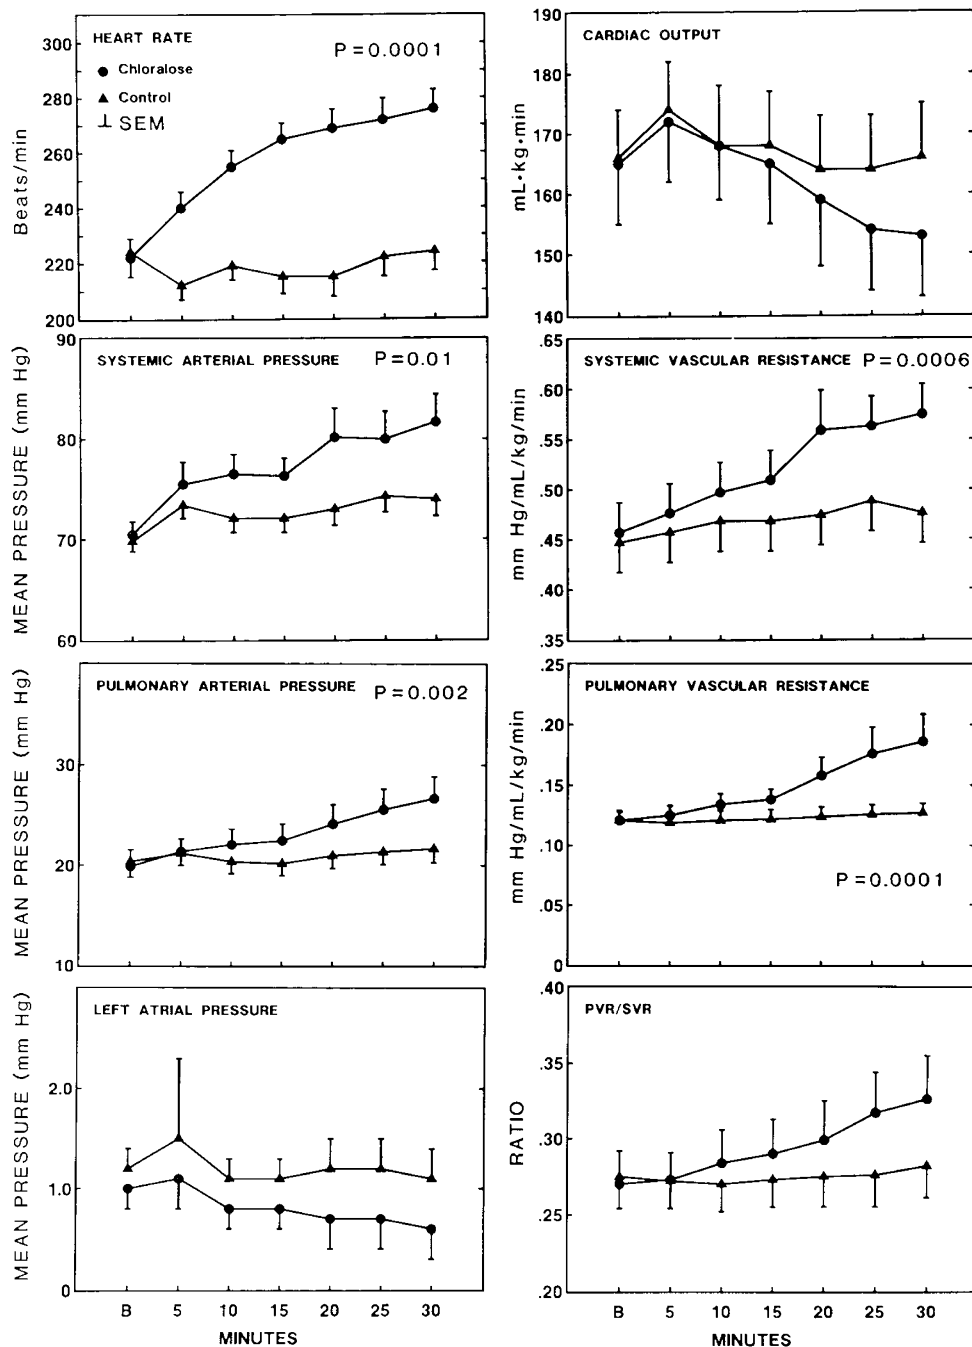 HEART RATE
P=0.0001
Chloralose
Control
SEM
Beats/min
300
280
260
240
220
200
CARDIAC OUTPUT
mL·kg·min
190
180
170
160
150
140
SYSTEMIC ARTERIAL PRESSURE
P=0.01
MEAN PRESSURE (mm Hg)
90
80
70
60
SYSTEMIC VASCULAR RESISTANCE
P=0.0006
mm Hg/mL/kg/min
.65
.60
.55
.50
.45
.40
.35
PULMONARY ARTERIAL PRESSURE
P=0.002
MEAN PRESSURE (mm Hg)
30
20
10
PULMONARY VASCULAR RESISTANCE
mm Hg/mL/kg/min
.25
.20
.15
.10
.05
0
P=0.0001
LEFT ATRIAL PRESSURE
MEAN PRESSURE (mm Hg)
2.0
1.0
0
B 5 10 15 20 25 30
MINUTES
PVR/SVR
RATIO
.40
.35
.30
.25
.20
B 5 10 15 20 25 30
MINUTES